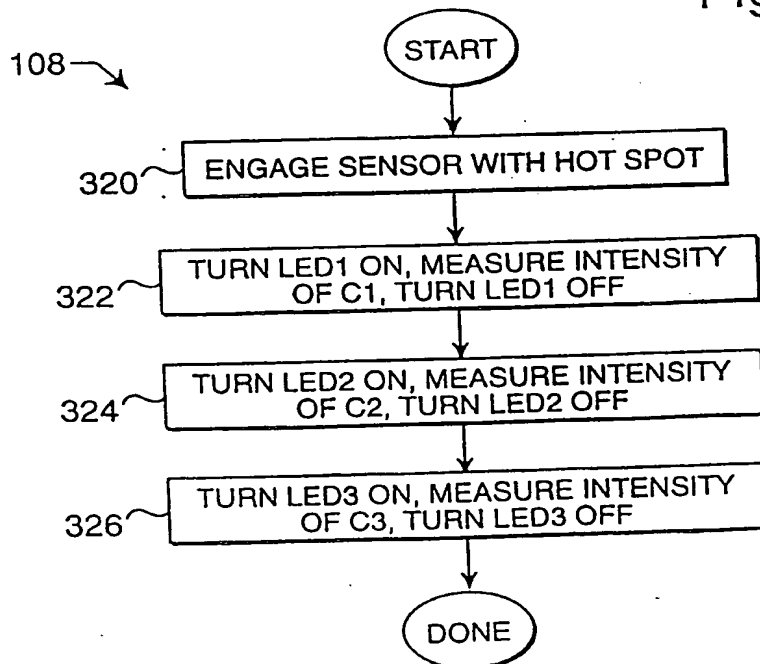 Fig
START
108
320
ENGAGE SENSOR WITH HOT SPOT
322
TURN LED1 ON, MEASURE INTENSITY
OF C1, TURN LED1 OFF
324
TURN LED2 ON, MEASURE INTENSITY
OF C2, TURN LED2 OFF
326
TURN LED3 ON, MEASURE INTENSITY
OF C3, TURN LED3 OFF
DONE